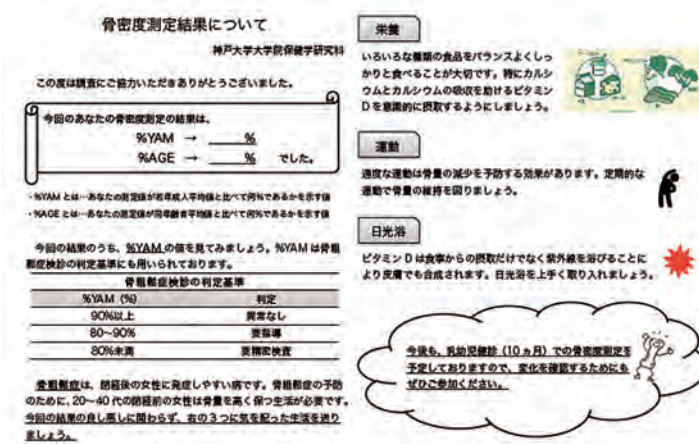 骨密度測定結果について
神戸大学大学院保健学研究科
この度は調査にご協力いただきありがとうございました。
今回のあなたの骨密度測定の結果は、
%YAM → %
%AGE → % でした。
・%YAM とは…あなたの測定値が若年成人平均値と比べて何%であるかを示す値
・%AGE とは…あなたの測定値が同年齢者平均値と比べて何%であるかを示す値
今回の結果のうち、%YAM の値を見てみましょう。%YAM は骨粗
鬆症検診の判定基準にも用いられております。
骨粗鬆症検診の判定基準
%YAM (%) 判定
90%以上 異常なし
80〜90% 要指導
80%未満 要精密検査
骨粗鬆症は、閉経後の女性に発症しやすい病です。骨粗鬆症の予防
のために、20〜40 代の閉経前の女性は骨量を高く保つ生活が必要です。
今回の結果の良し悪しに関わらず、右の3つに気を配った生活を送り
ましょう。
栄養
いろいろな種類の食品をバランスよくしっ
かりと食べることが大切です。特にカルシ
ウムとカルシウムの吸収を助けるビタミン
D を意識的に摂取するようにしましょう。
運動
適度な運動は骨量の減少を予防する効果があります。定期的な
運動で骨量の維持を図りましょう。
日光浴
ビタミン D は食事からの摂取だけでなく紫外線を浴びることに
より皮膚でも合成されます。日光浴を上手く取り入れましょう。
今後も、乳幼児健診（10ヵ月）での骨密度測定を
予定しておりますので、変化を確認するためにも
ぜひご参加ください。